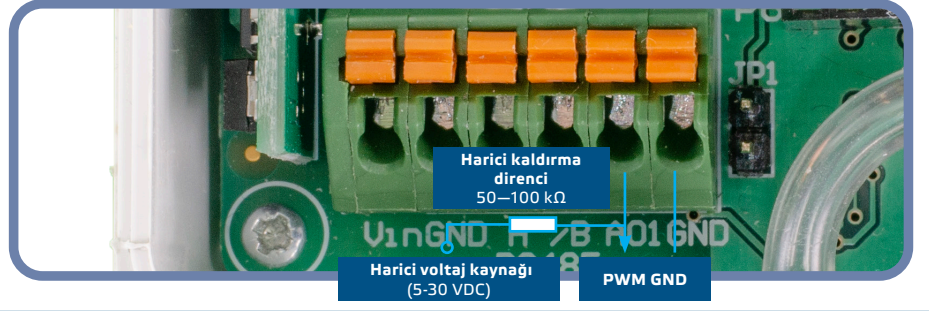 JP1
Harici kaldırma
direnci
50—100 kΩ
VinGND A /B AO1 GND
Harici voltaj kaynağı
(5-30 VDC)
PWM GND